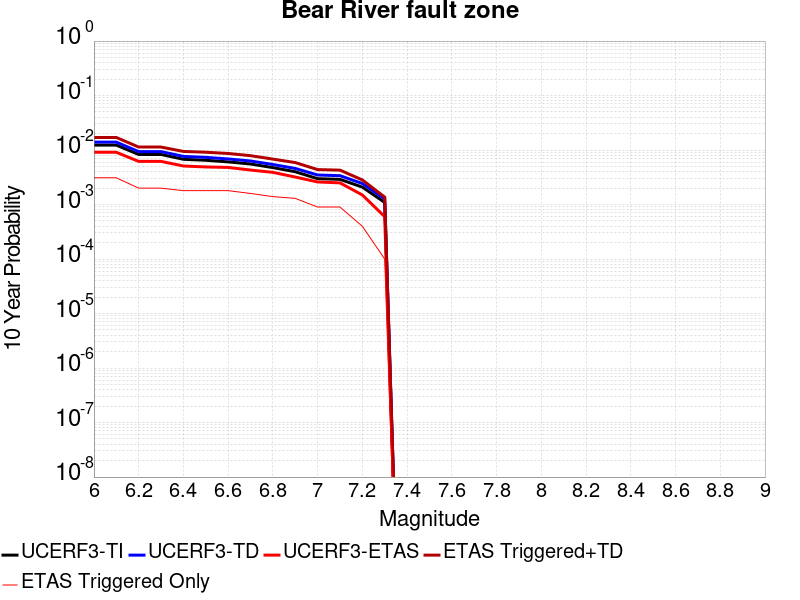 Bear River fault zone
10^0
10^-1
10^-2
10^-3
10^-4
10^-5
10^-6
10^-7
10^-8
10 Year Probability
6 6.2 6.4 6.6 6.8 7 7.2 7.4 7.6 7.8 8 8.2 8.4 8.6 8.8 9
Magnitude
UCERF3-TI UCERF3-TD UCERF3-ETAS ETAS Triggered+TD
ETAS Triggered Only